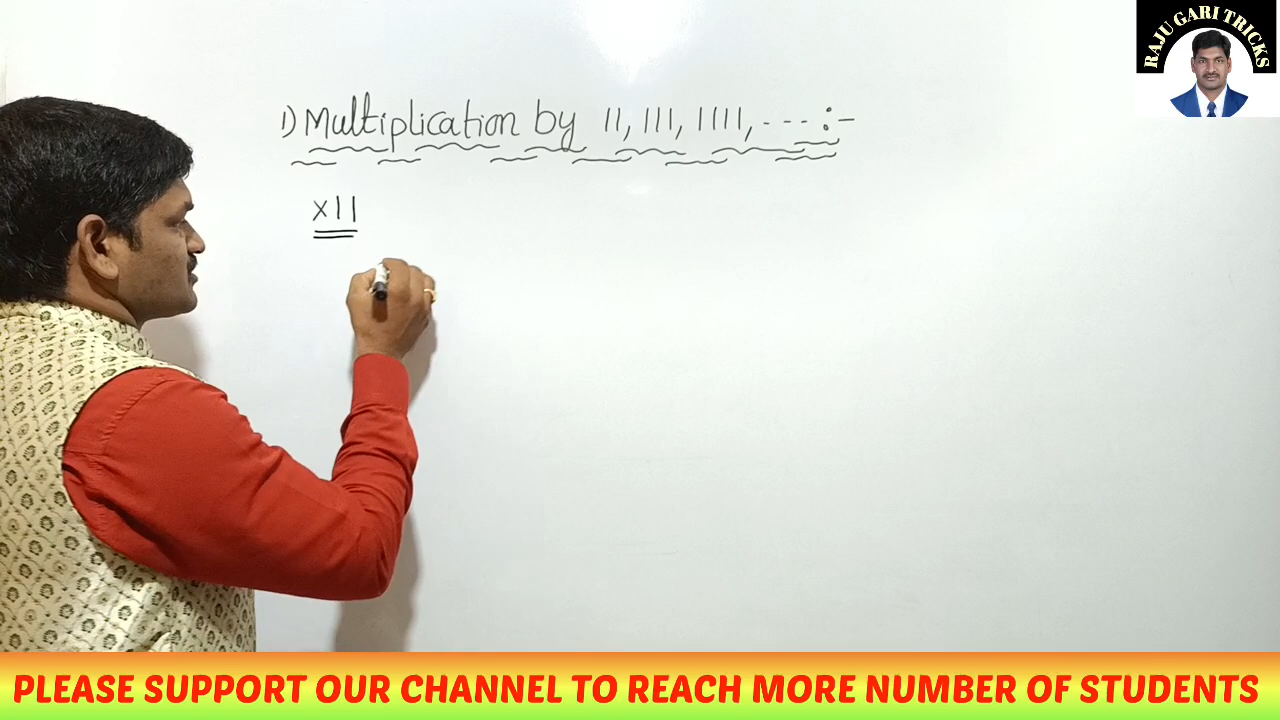 RAJU GARI TRICKS
1) Multiplication by 11, 111, 1111, - - - :-
x11
PLEASE SUPPORT OUR CHANNEL TO REACH MORE NUMBER OF STUDENTS